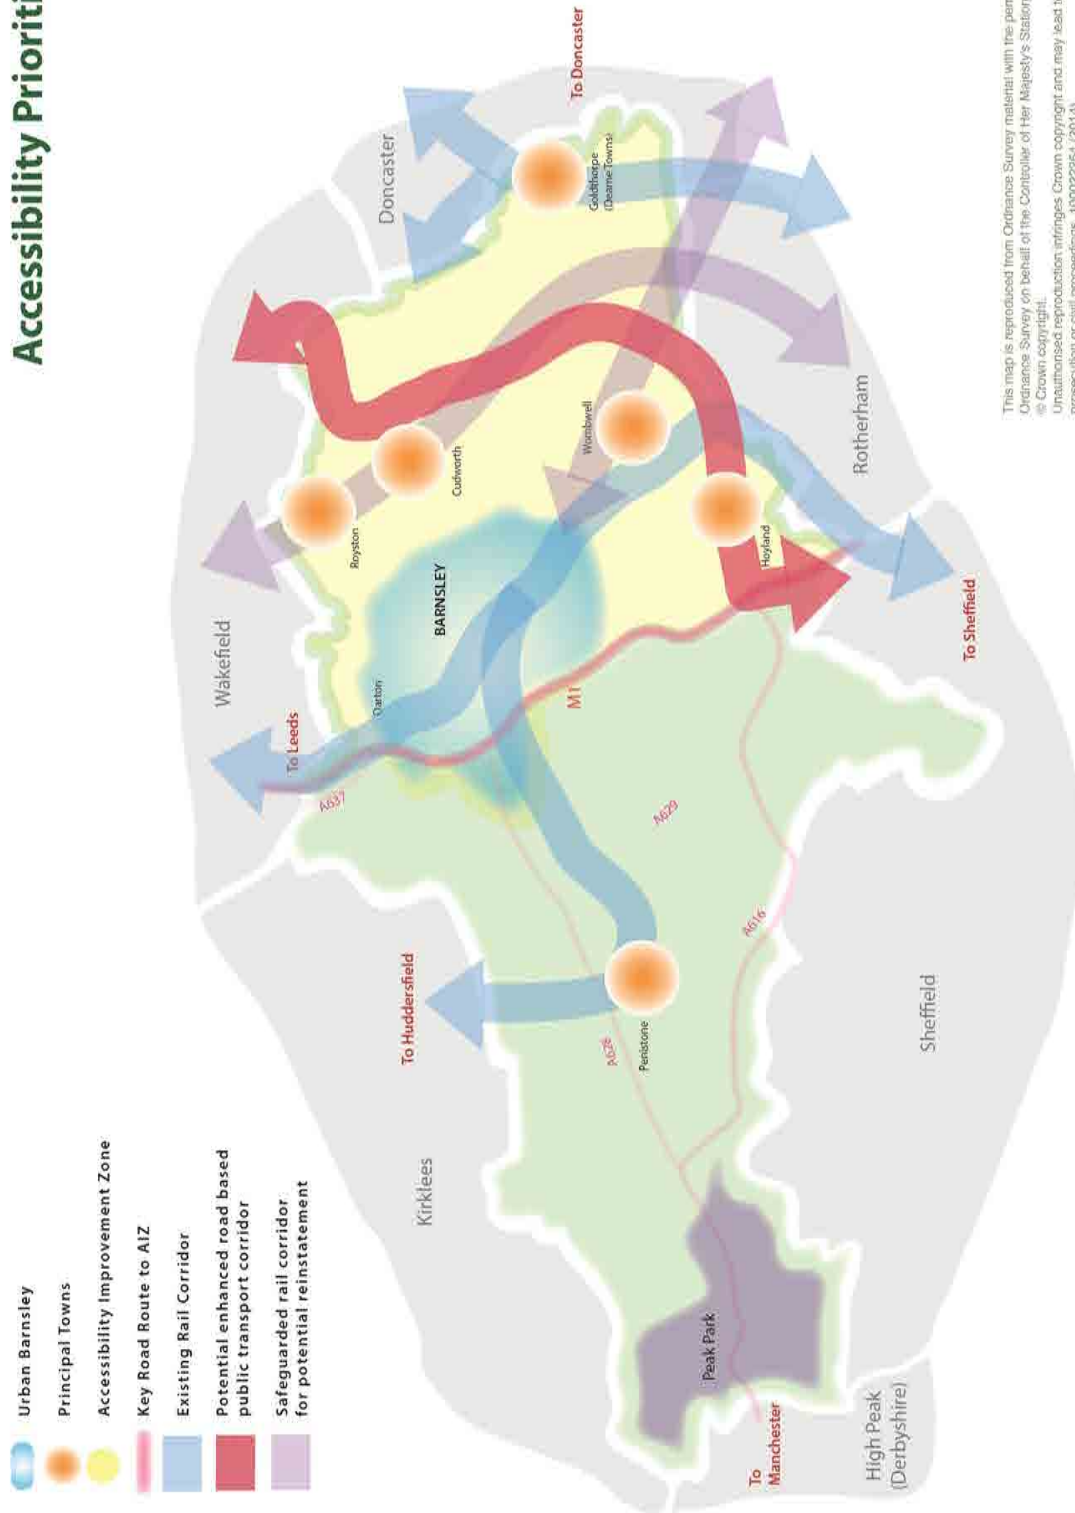 Accessibility Prioriti
Urban Barnsley
Principal Towns
Accessibility Improvement Zone
Key Road Route to AIZ
Existing Rail Corridor
Potential enhanced road based
public transport corridor
Safeguarded rail corridor
for potential reinstatement
Wakefield
To Leeds
A637
Darton
BARNSLEY
Royston
Cudworth
Doncaster
To Doncaster
Goldthorpe
(Dearne Towns)
Wombwell
Hoyland
Rotherham
To Sheffield
M1
A629
A616
A628
Penistone
To Huddersfield
Kirklees
Sheffield
Peak Park
To
Manchester
High Peak
(Derbyshire)
This map is reproduced from Ordnance Survey material with the per
Ordnance Survey on behalf of the Controller of Her Majesty's Station
© Crown copyright.
Unauthorised reproduction infringes Crown copyright and may lead t
prosecution or civil proceedings.